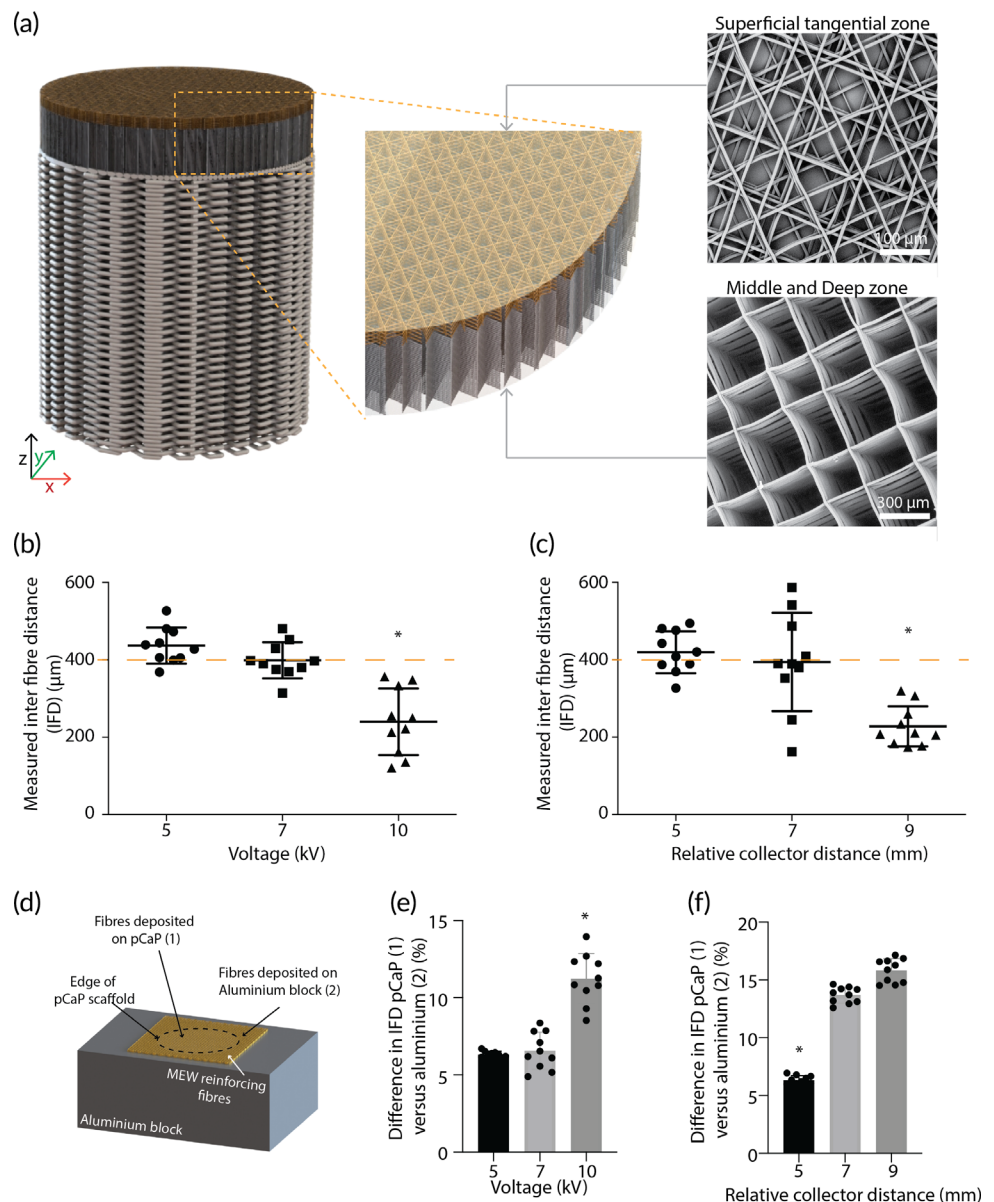 (a)
Superficial tangential zone
100 µm
Middle and Deep zone
300 µm
z
y
x
(b)
Measured inter fibre distance
(IFD) (µm)
600
400
200
0
*
5
7
10
Voltage (kV)
(c)
Measured inter fibre distance
(IFD) (µm)
600
400
200
0
*
5
7
9
Relative collector distance (mm)
(d)
Fibres deposited
on pCaP (1)
Edge of
pCaP scaffold
Fibres deposited on
Aluminium block (2)
MEW reinforcing
fibres
Aluminium block
(e)
Difference in IFD pCaP (1)
versus aluminium (2) (%)
15
10
5
0
*
5
7
10
Voltage (kV)
(f)
Difference in IFD pCaP (1)
versus aluminium (2) (%)
20
15
10
5
0
*
5
7
9
Relative collector distance (mm)